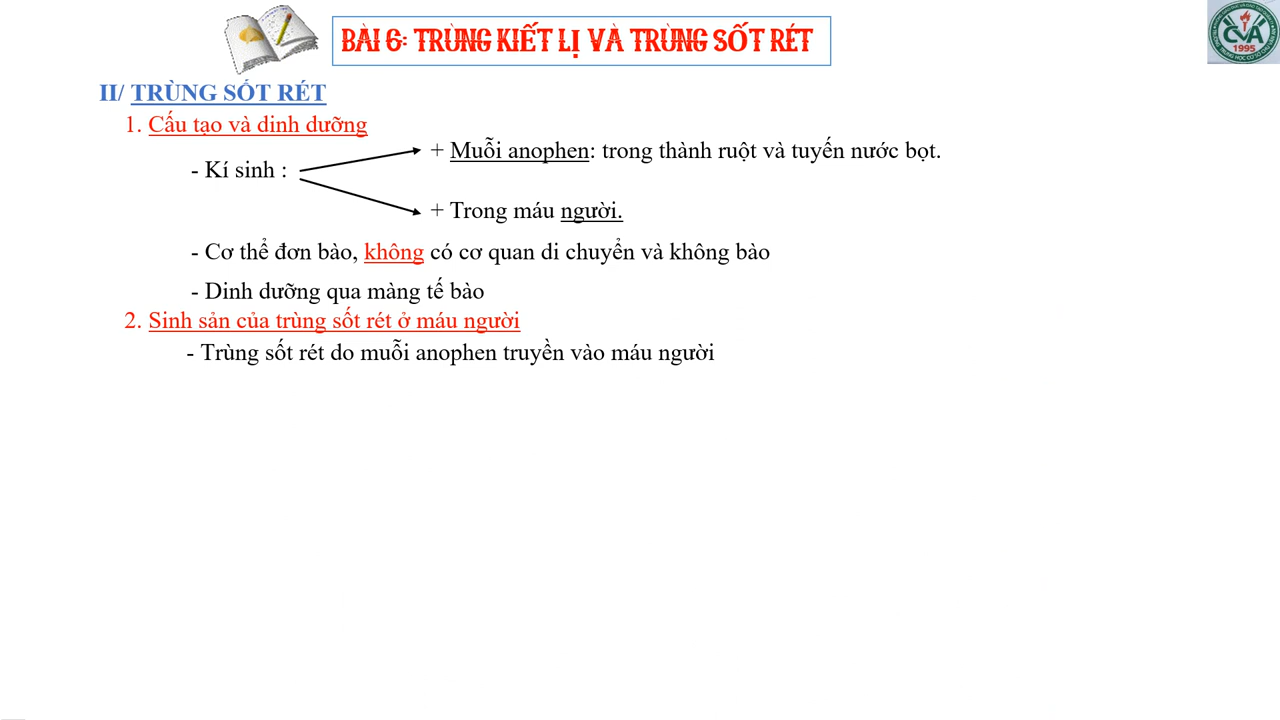 BÀI 6: TRÙNG KIẾT LỊ VÀ TRÙNG SỐT RÉT
CVA
1995
II/ TRÙNG SỐT RÉT
1. Cấu tạo và dinh dưỡng
+ Muỗi anophen: trong thành ruột và tuyến nước bọt.
- Kí sinh :
+ Trong máu người.
- Cơ thể đơn bào, không có cơ quan di chuyển và không bào
- Dinh dưỡng qua màng tế bào
2. Sinh sản của trùng sốt rét ở máu người
- Trùng sốt rét do muỗi anophen truyền vào máu người